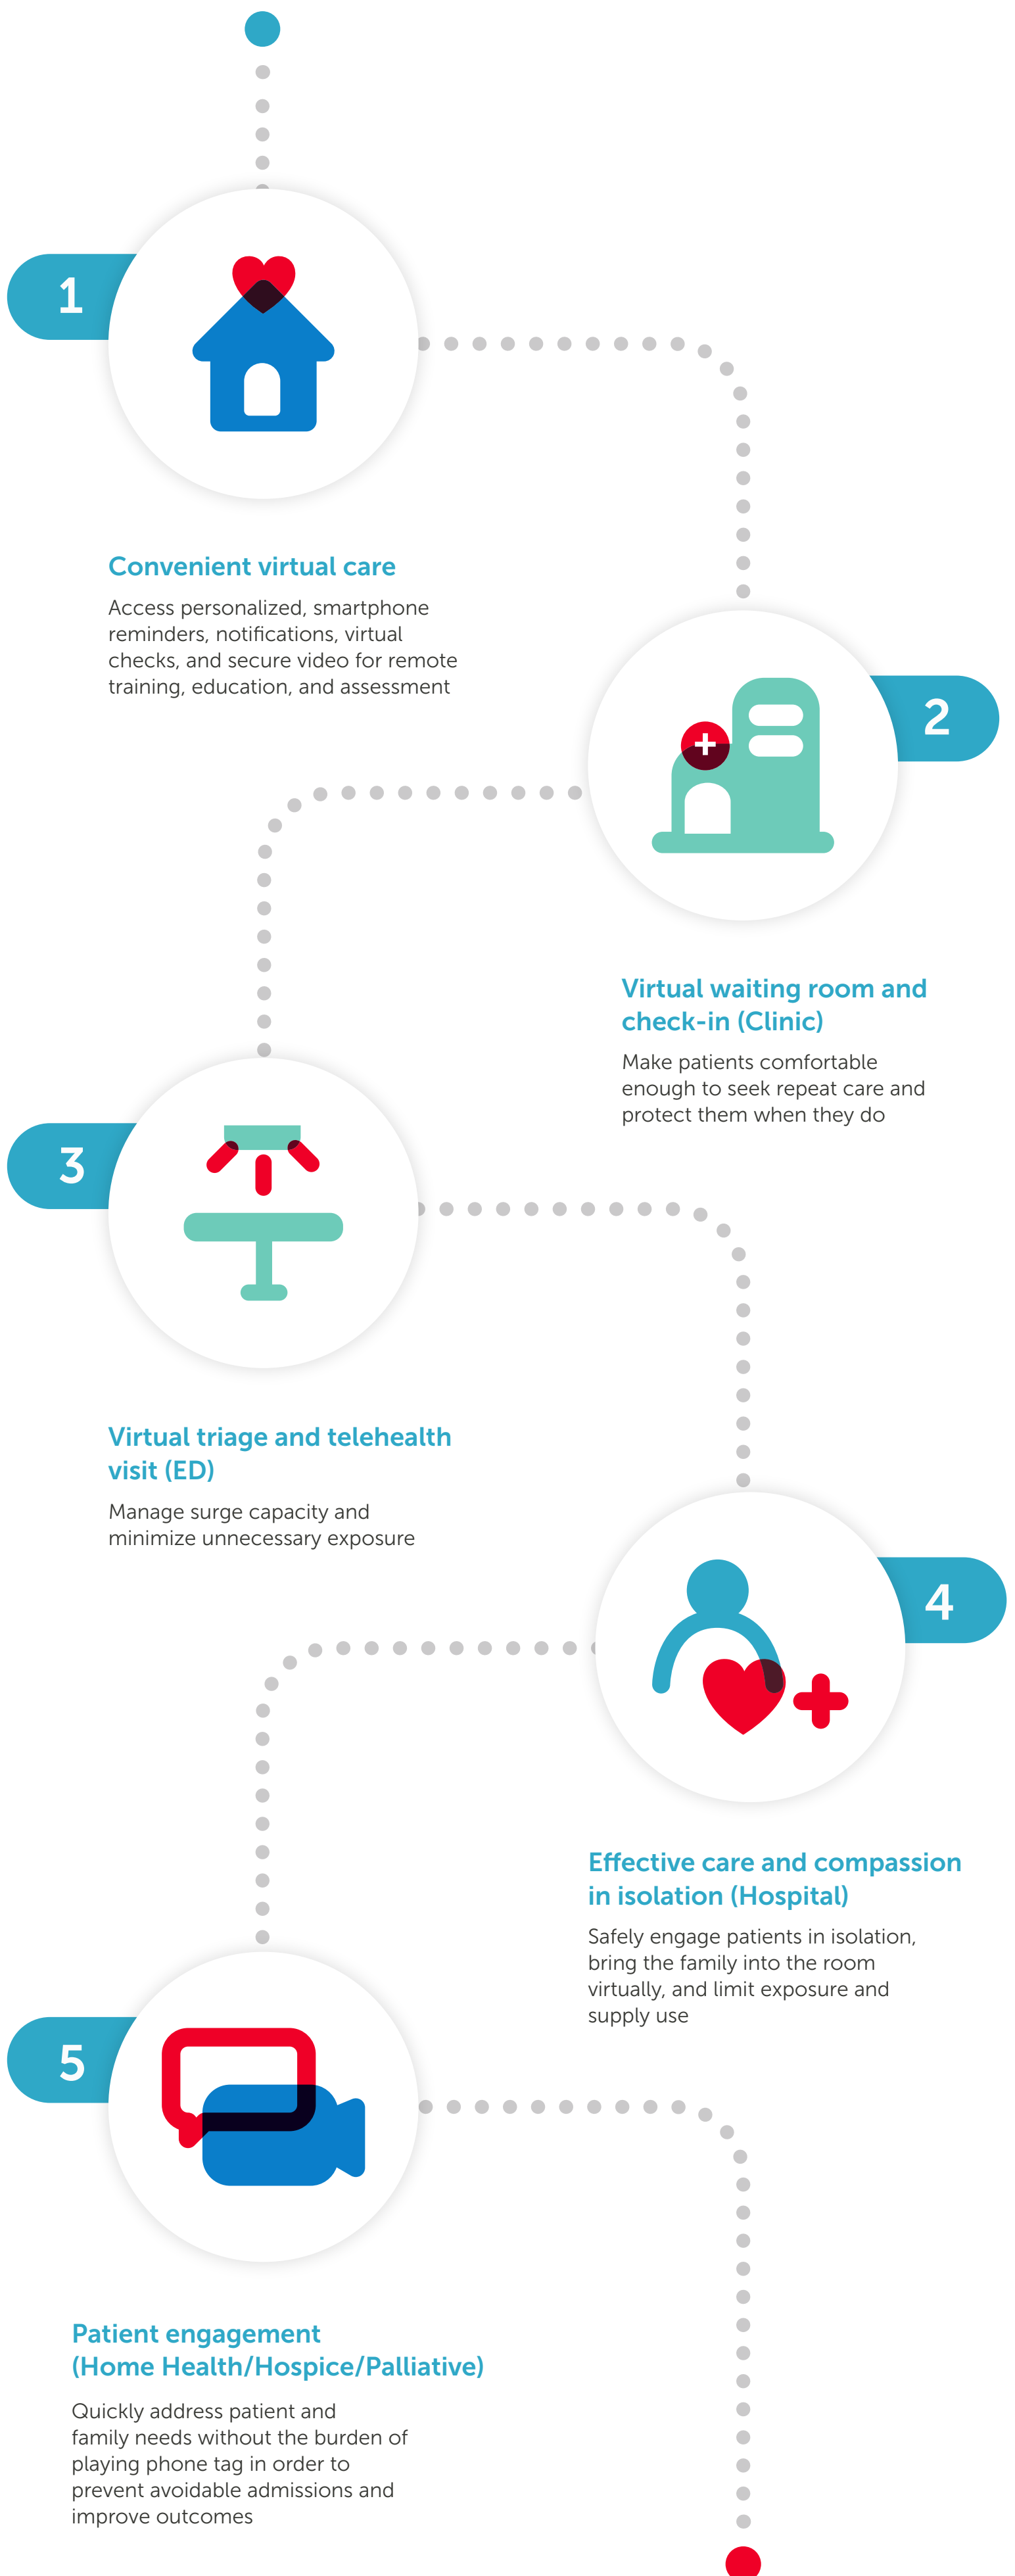 1
Convenient virtual care
Access personalized, smartphone
reminders, notifications, virtual
checks, and secure video for remote
training, education, and assessment
2
Virtual waiting room and
check-in (Clinic)
Make patients comfortable
enough to seek repeat care and
protect them when they do
3
Virtual triage and telehealth
visit (ED)
Manage surge capacity and
minimize unnecessary exposure
4
Effective care and compassion
in isolation (Hospital)
Safely engage patients in isolation,
bring the family into the room
virtually, and limit exposure and
supply use
5
Patient engagement
(Home Health/Hospice/Palliative)
Quickly address patient and
family needs without the burden of
playing phone tag in order to
prevent avoidable admissions and
improve outcomes